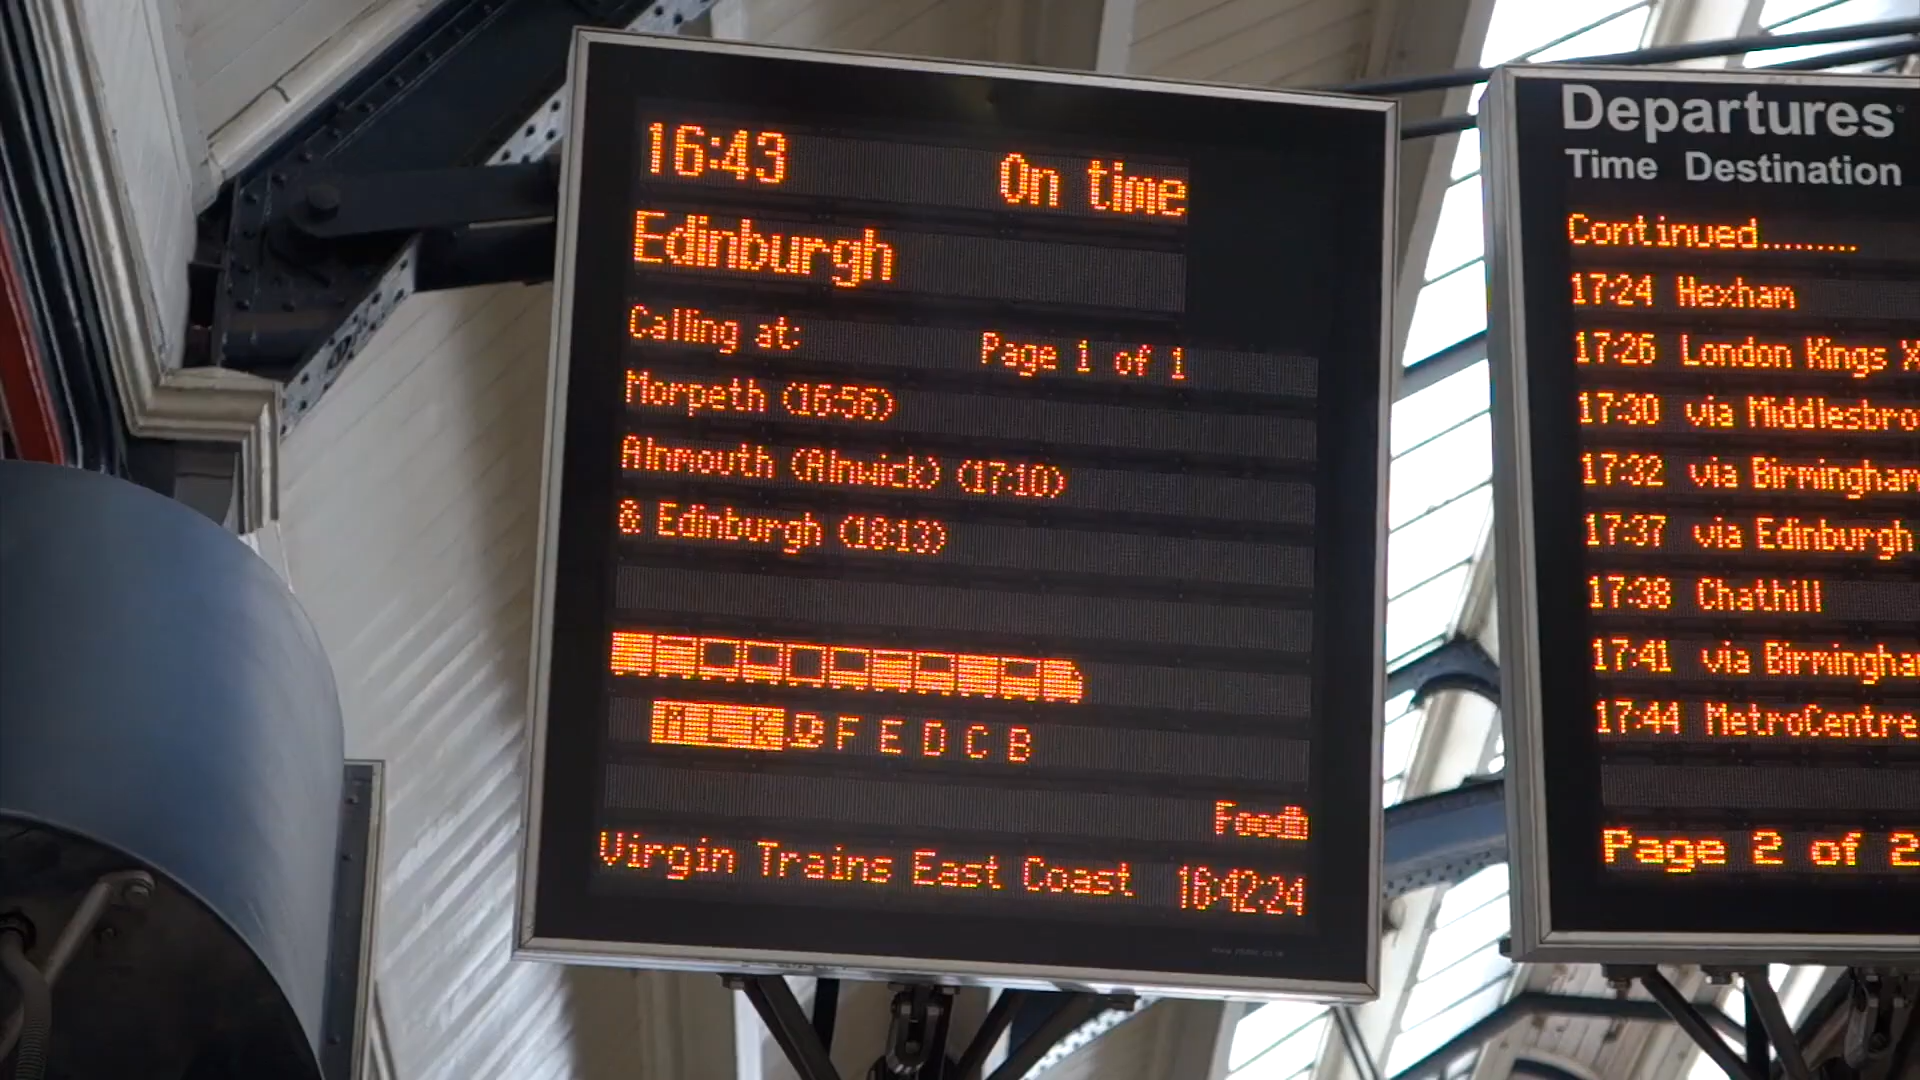 16:43 On time
Edinburgh
Calling at: Page 1 of 1
Morpeth (16:56)
Alnmouth (Alnwick) (17:10)
& Edinburgh (18:13)
M L K F E D C B
Food
Virgin Trains East Coast 16:42:24
Departures
Time Destination
Continued.........
17:24 Hexham
17:26 London Kings X
17:30 via Middlesbro
17:32 via Birmingham
17:37 via Edinburgh
17:38 Chathill
17:41 via Birmingha
17:44 MetroCentre
Page 2 of 2